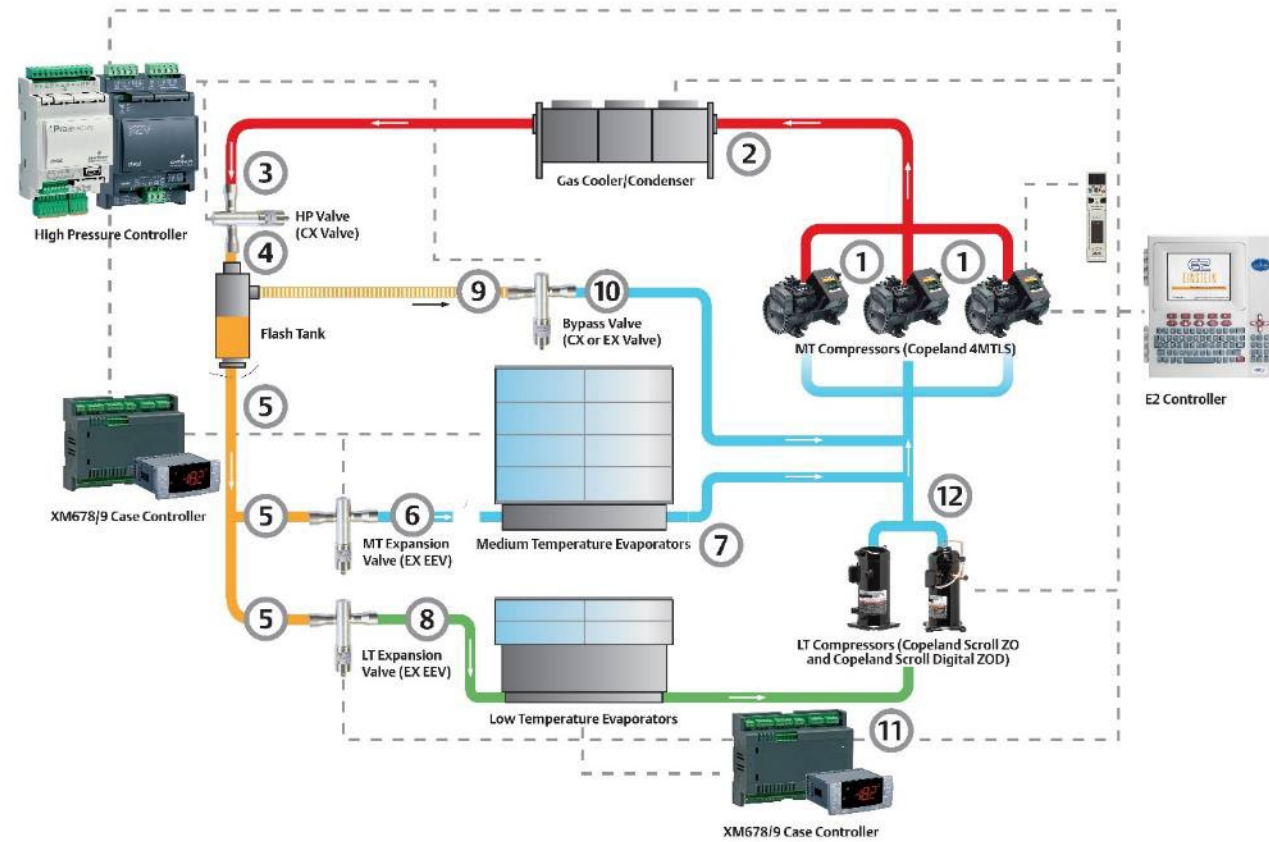 3
2
HP Valve
(CX Valve)
Gas Cooler/Condenser
High Pressure Controller
4
1
1
9
10
E2
EINSTEIN
Flash Tank
Bypass Valve
(CX or EX Valve)
MT Compressors (Copeland 4MTLS)
E2 Controller
5
XM678/9 Case Controller
5
6
MT Expansion
Valve (EX EEV)
Medium Temperature Evaporators
7
12
5
8
LT Expansion
Valve (EX EEV)
LT Compressors (Copeland Scroll ZO
and Copeland Scroll Digital ZOD)
Low Temperature Evaporators
11
XM678/9 Case Controller